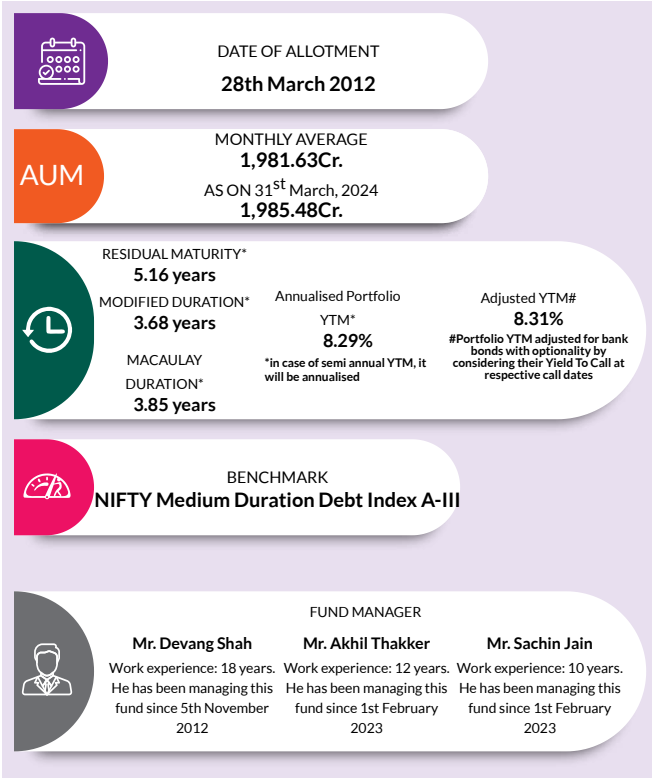 DATE OF ALLOTMENT
28th March 2012
AUM
MONTHLY AVERAGE
1,981.63Cr.
AS ON 31st March, 2024
1,985.48Cr.
RESIDUAL MATURITY*
5.16 years
MODIFIED DURATION*
3.68 years
MACAULAY
DURATION*
3.85 years
Annualised Portfolio
YTM*
8.29%
*in case of semi annual YTM, it
will be annualised
Adjusted YTM#
8.31%
#Portfolio YTM adjusted for bank
bonds with optionality by
considering their Yield To Call at
respective call dates
BENCHMARK
NIFTY Medium Duration Debt Index A-III
FUND MANAGER
Mr. Devang Shah
Work experience: 18 years.
He has been managing this
fund since 5th November
2012
Mr. Akhil Thakker
Work experience: 12 years.
He has been managing this
fund since 1st February
2023
Mr. Sachin Jain
Work experience: 10 years.
He has been managing this
fund since 1st February
2023